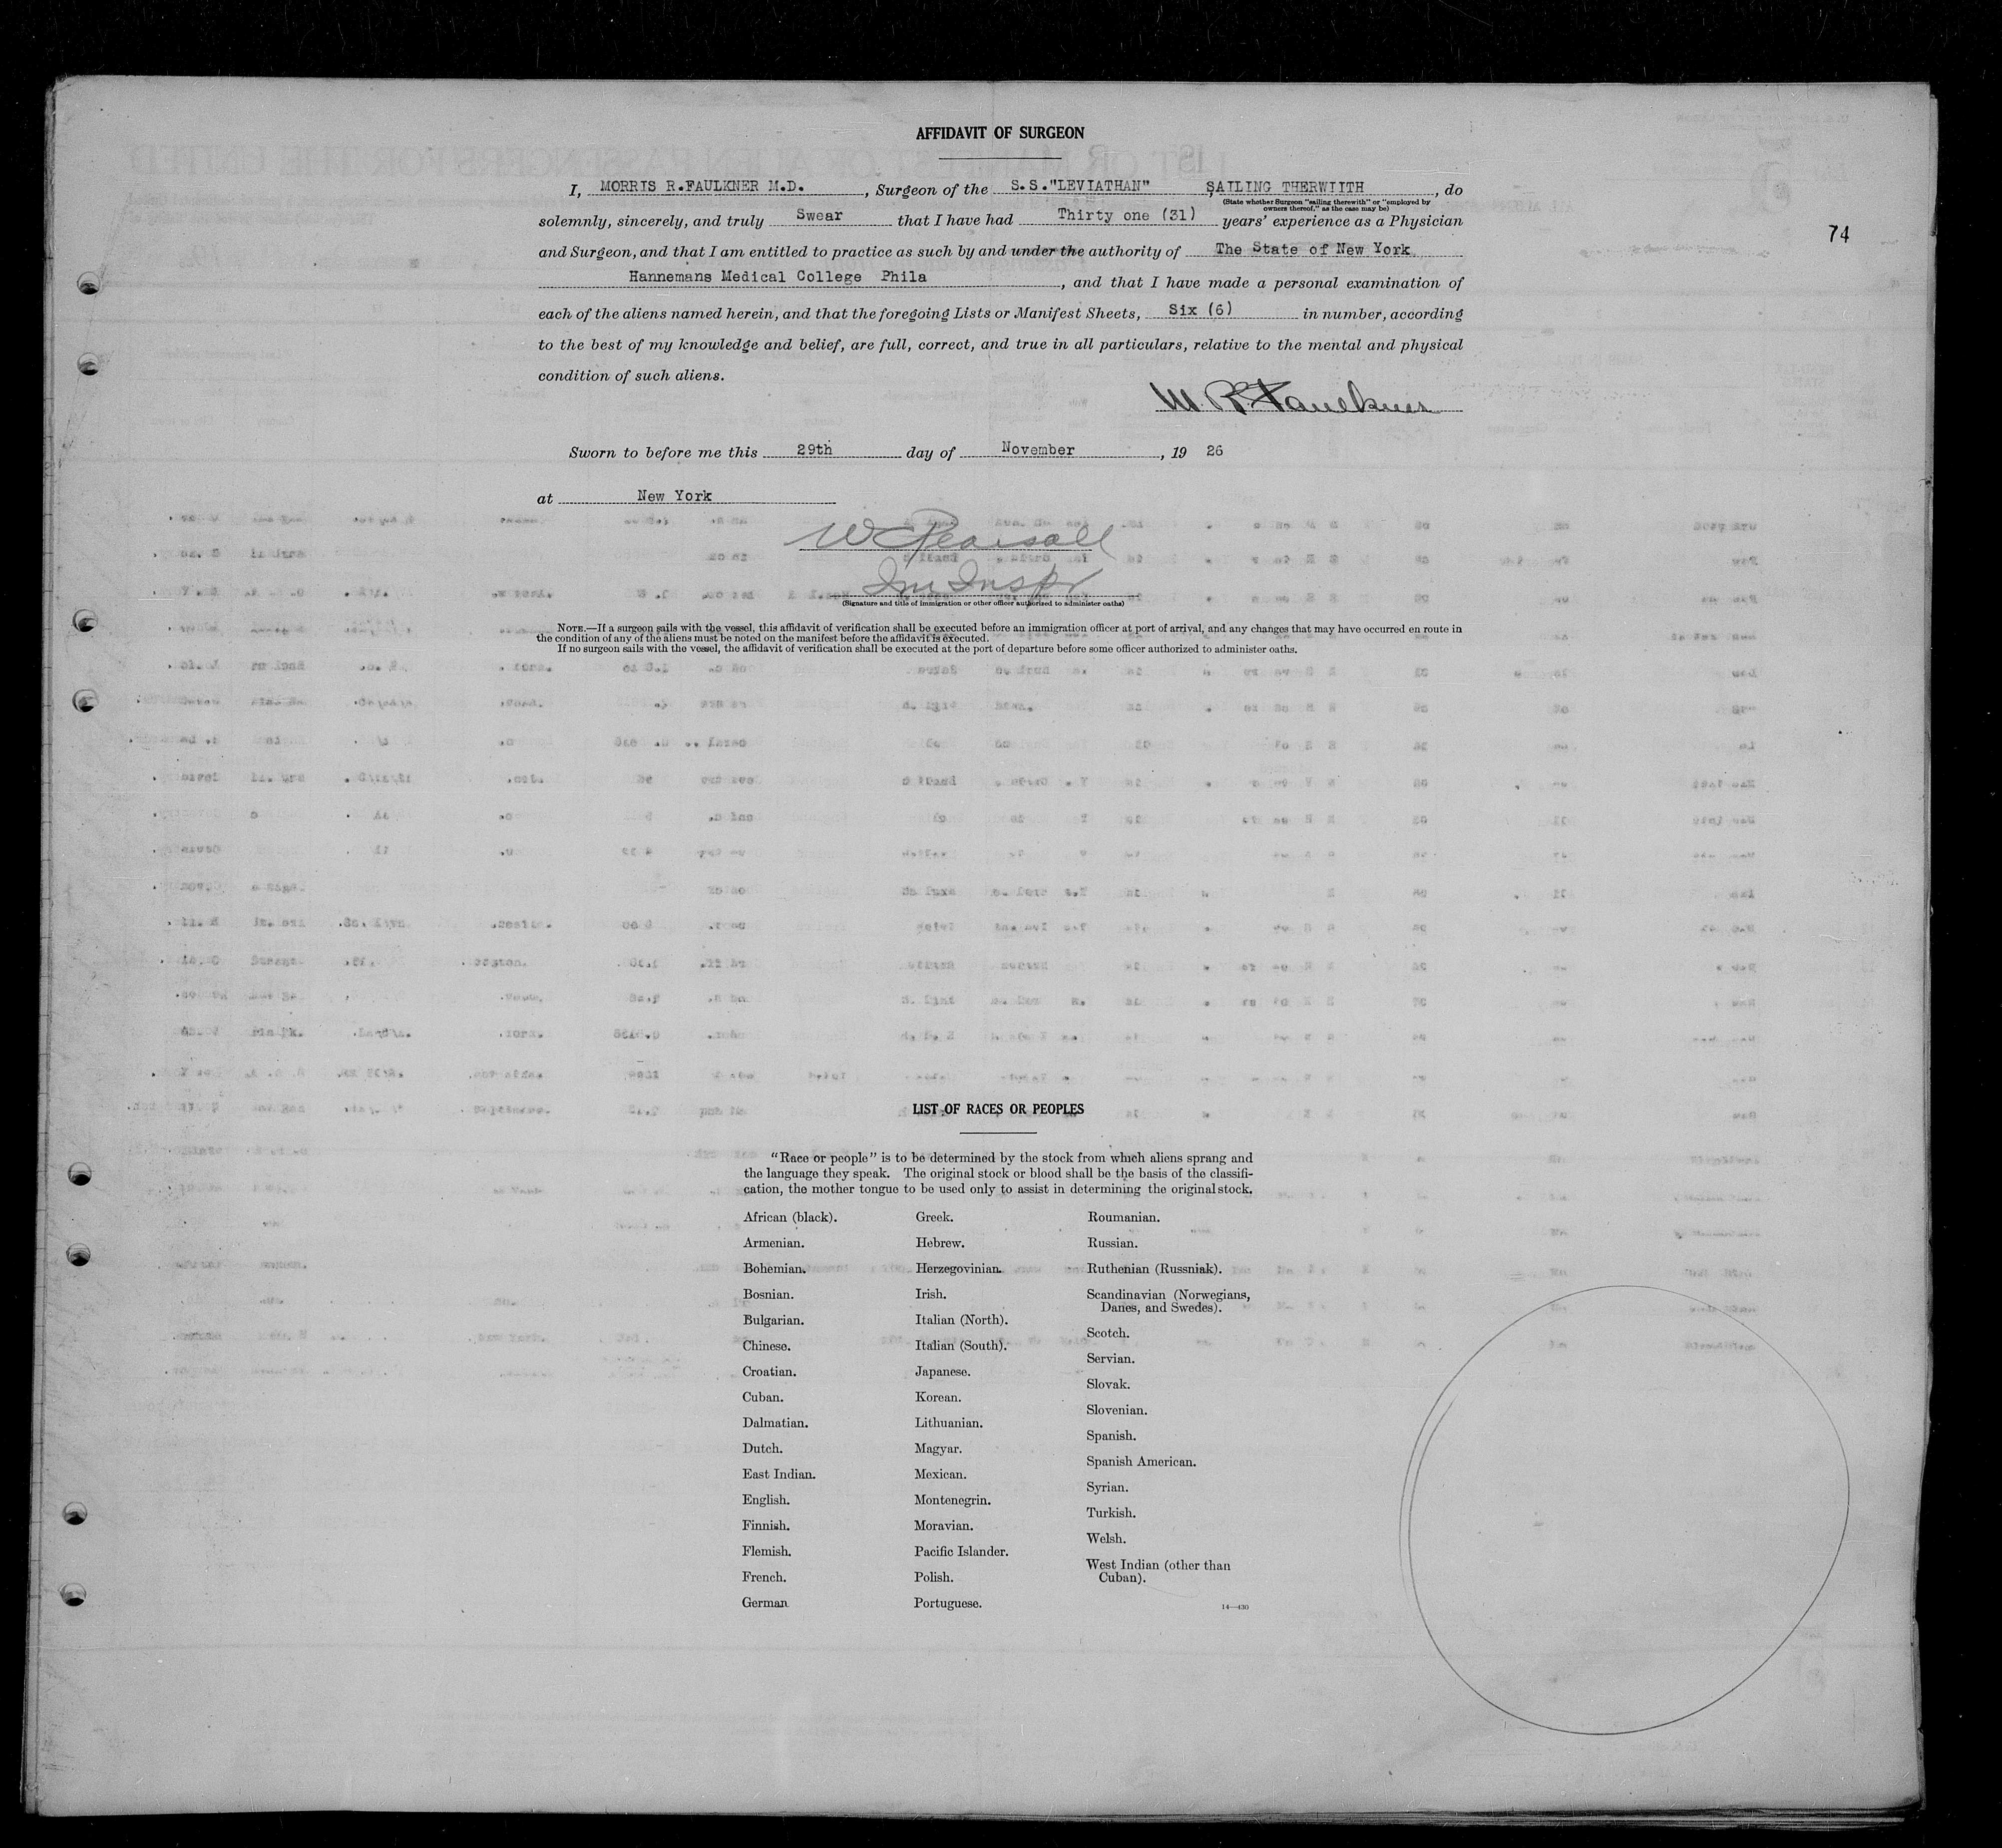 AFFIDAVIT OF SURGEON
I, MORRIS R.FAULKNER M.D. , Surgeon of the S.S."LEVIATHAN" , SAILING THERWIITH , do
(State whether Surgeon "sailing therewith" or "employed by
owners thereof," as the case may be)
solemnly, sincerely, and truly Swear that I have had Thirty one (31) years' experience as a Physician
74
and Surgeon, and that I am entitled to practice as such by and under the authority of The State of New York
Hannemans Medical College Phila , and that I have made a personal examination of
each of the aliens named herein, and that the foregoing Lists or Manifest Sheets, Six (6) in number, according
to the best of my knowledge and belief, are full, correct, and true in all particulars, relative to the mental and physical
condition of such aliens.
M. R. Faulkner
Sworn to before me this 29th day of November , 19 26
at New York
W Pearsall
Im Inspr
(Signature and title of immigration or other officer authorized to administer oaths)
NOTE.—If a surgeon sails with the vessel, this affidavit of verification shall be executed before an immigration officer at port of arrival, and any changes that may have occurred en route in
the condition of any of the aliens must be noted on the manifest before the affidavit is executed.
If no surgeon sails with the vessel, the affidavit of verification shall be executed at the port of departure before some officer authorized to administer oaths.
LIST OF RACES OR PEOPLES
"Race or people" is to be determined by the stock from which aliens sprang and
the language they speak. The original stock or blood shall be the basis of the classifi-
cation, the mother tongue to be used only to assist in determining the original stock.
African (black).
Armenian.
Bohemian.
Bosnian.
Bulgarian.
Chinese.
Croatian.
Cuban.
Dalmatian.
Dutch.
East Indian.
English.
Finnish.
Flemish.
French.
German
Greek.
Hebrew.
Herzegovinian.
Irish.
Italian (North).
Italian (South).
Japanese.
Korean.
Lithuanian.
Magyar.
Mexican.
Montenegrin.
Moravian.
Pacific Islander.
Polish.
Portuguese.
Roumanian.
Russian.
Ruthenian (Russniak).
Scandinavian (Norwegians,
Danes, and Swedes).
Scotch.
Servian.
Slovak.
Slovenian.
Spanish.
Spanish American.
Syrian.
Turkish.
Welsh.
West Indian (other than
Cuban).
14—430